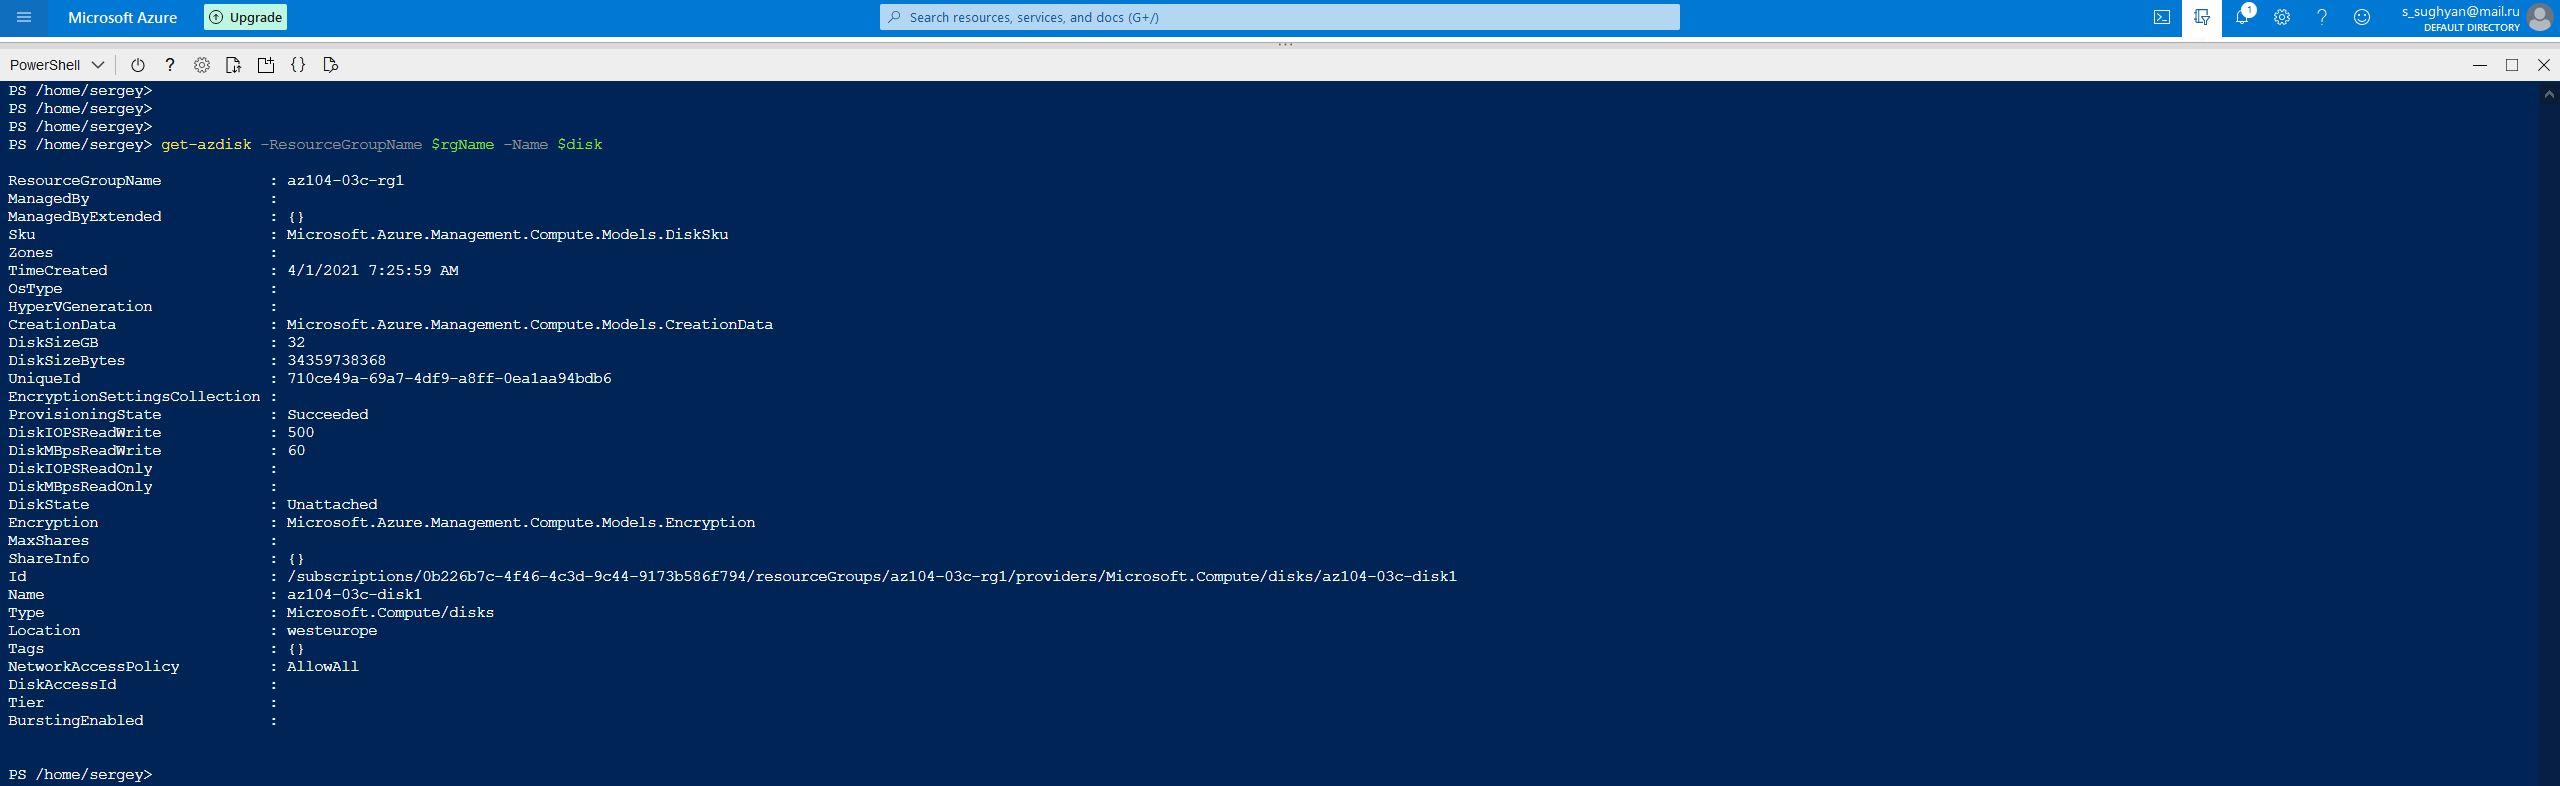 Microsoft Azure
Upgrade
Search resources, services, and docs (G+/)
1
s_sughyan@mail.ru
DEFAULT DIRECTORY
PowerShell
PS /home/sergey>
PS /home/sergey>
PS /home/sergey>
PS /home/sergey> get-azdisk -ResourceGroupName $rgName -Name $disk
ResourceGroupName : az104-03c-rg1
ManagedBy :
ManagedByExtended : {}
Sku : Microsoft.Azure.Management.Compute.Models.DiskSku
Zones :
TimeCreated : 4/1/2021 7:25:59 AM
OsType :
HyperVGeneration :
CreationData : Microsoft.Azure.Management.Compute.Models.CreationData
DiskSizeGB : 32
DiskSizeBytes : 34359738368
UniqueId : 710ce49a-69a7-4df9-a8ff-0ea1aa94bdb6
EncryptionSettingsCollection :
ProvisioningState : Succeeded
DiskIOPSReadWrite : 500
DiskMBpsReadWrite : 60
DiskIOPSReadOnly :
DiskMBpsReadOnly :
DiskState : Unattached
Encryption : Microsoft.Azure.Management.Compute.Models.Encryption
MaxShares :
ShareInfo : {}
Id : /subscriptions/0b226b7c-4f46-4c3d-9c44-9173b586f794/resourceGroups/az104-03c-rg1/providers/Microsoft.Compute/disks/az104-03c-disk1
Name : az104-03c-disk1
Type : Microsoft.Compute/disks
Location : westeurope
Tags : {}
NetworkAccessPolicy : AllowAll
DiskAccessId :
Tier :
BurstingEnabled :
PS /home/sergey>